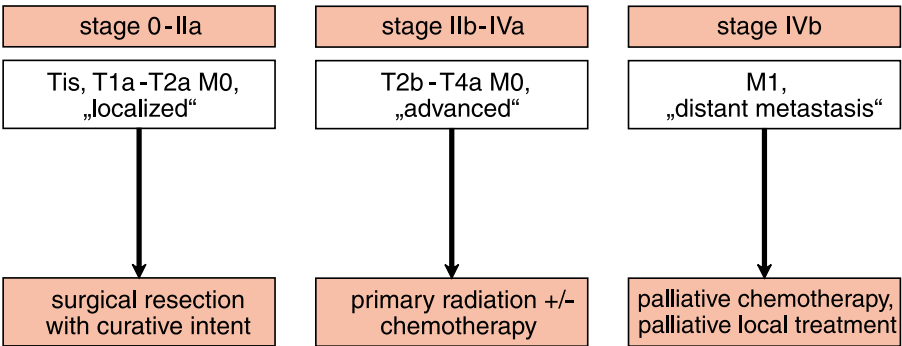 stage 0-IIa
Tis, T1a-T2a M0,
„localized“
surgical resection
with curative intent
stage IIb-IVa
T2b-T4a M0,
„advanced“
primary radiation +/-
chemotherapy
stage IVb
M1,
„distant metastasis“
palliative chemotherapy,
palliative local treatment